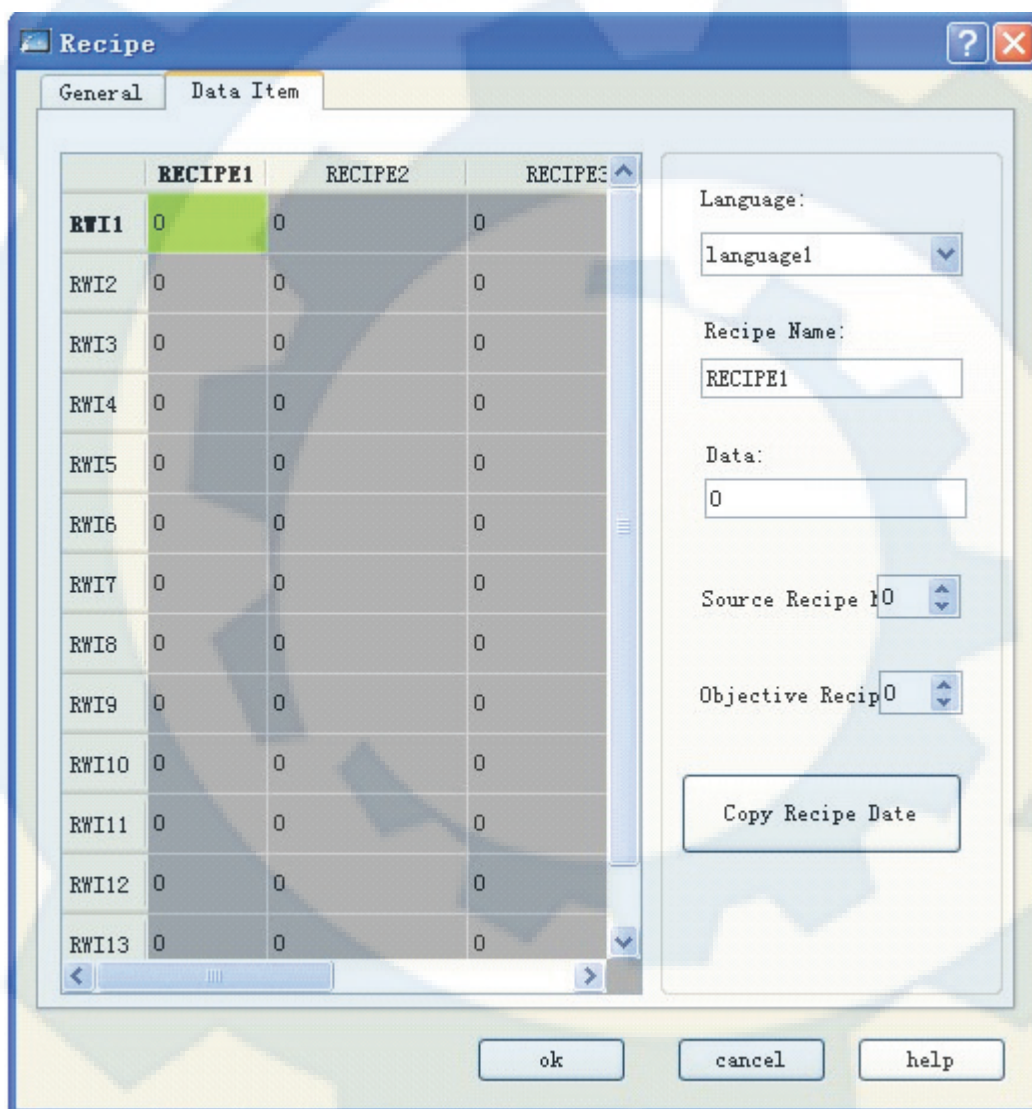 Recipe
General Data Item
RECIPE1 RECIPE2 RECIPE3
RWI1 0 0 0
RWI2 0 0 0
RWI3 0 0 0
RWI4 0 0 0
RWI5 0 0 0
RWI6 0 0 0
RWI7 0 0 0
RWI8 0 0 0
RWI9 0 0 0
RWI10 0 0 0
RWI11 0 0 0
RWI12 0 0 0
RWI13 0 0 0
Language:
language1
Recipe Name:
RECIPE1
Data:
0
Source Recipe 0
Objective Recip 0
Copy Recipe Date
ok cancel help